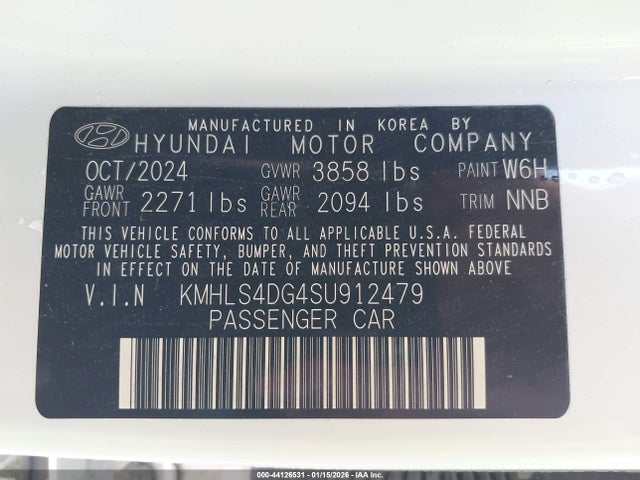 MANUFACTURED IN KOREA BY
HYUNDAI MOTOR COMPANY
OCT/2024 GVWR 3858 lbs PAINT W6H
GAWR FRONT 2271 lbs GAWR REAR 2094 lbs TRIM NNB
THIS VEHICLE CONFORMS TO ALL APPLICABLE U.S.A. FEDERAL
MOTOR VEHICLE SAFETY, BUMPER, AND THEFT PREVENTION STANDARDS
IN EFFECT ON THE DATE OF MANUFACTURE SHOWN ABOVE
V.I.N KMHLS4DG4SU912479
PASSENGER CAR
000-44126531 - 01/15/2026 - IAA Inc.